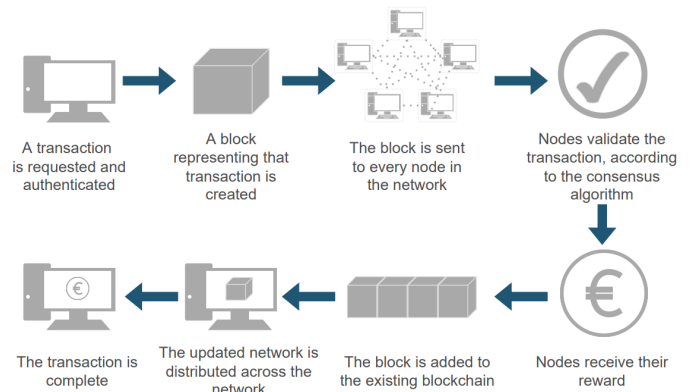 A transaction
is requested and
authenticated
A block
representing that
transaction is
created
The block is sent
to every node in
the network
Nodes validate the
transaction, according
to the consensus
algorithm
€
€
The transaction is
complete
The updated network is
distributed across the
network
The block is added to
the existing blockchain
Nodes receive their
reward